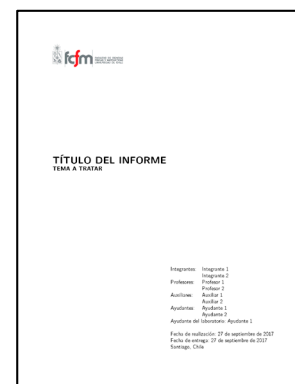 fcfm
TÍTULO DEL INFORME
TEMA A TRATAR
Integrantes: Integrante 1
Integrante 2
Profesores: Profesor 1
Profesor 2
Auxiliares: Auxiliar 1
Auxiliar 2
Ayudantes: Ayudante 1
Ayudante 2
Ayudante del laboratorio: Ayudante 1
Fecha de realización: 27 de septiembre de 2017
Fecha de entrega: 27 de septiembre de 2017
Santiago, Chile